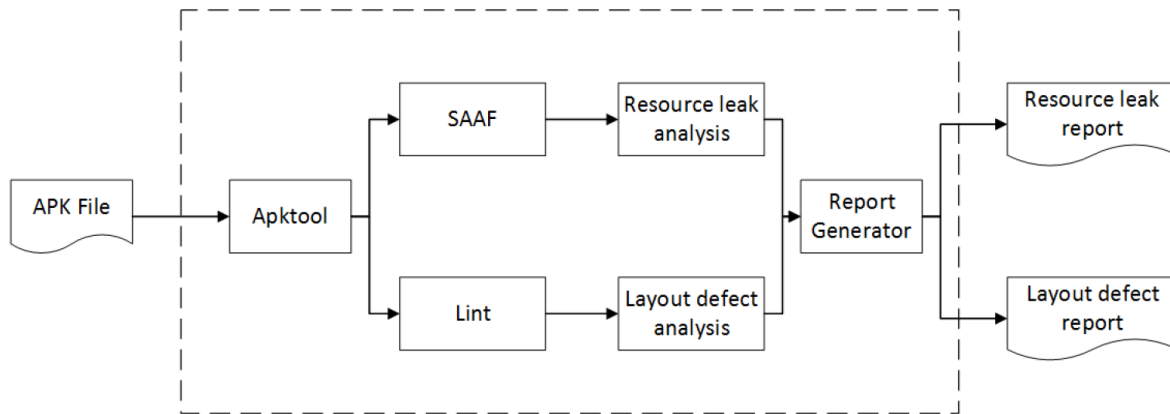 APK File
Apktool
SAAF
Lint
Resource leak
analysis
Layout defect
analysis
Report
Generator
Resource leak
report
Layout defect
report